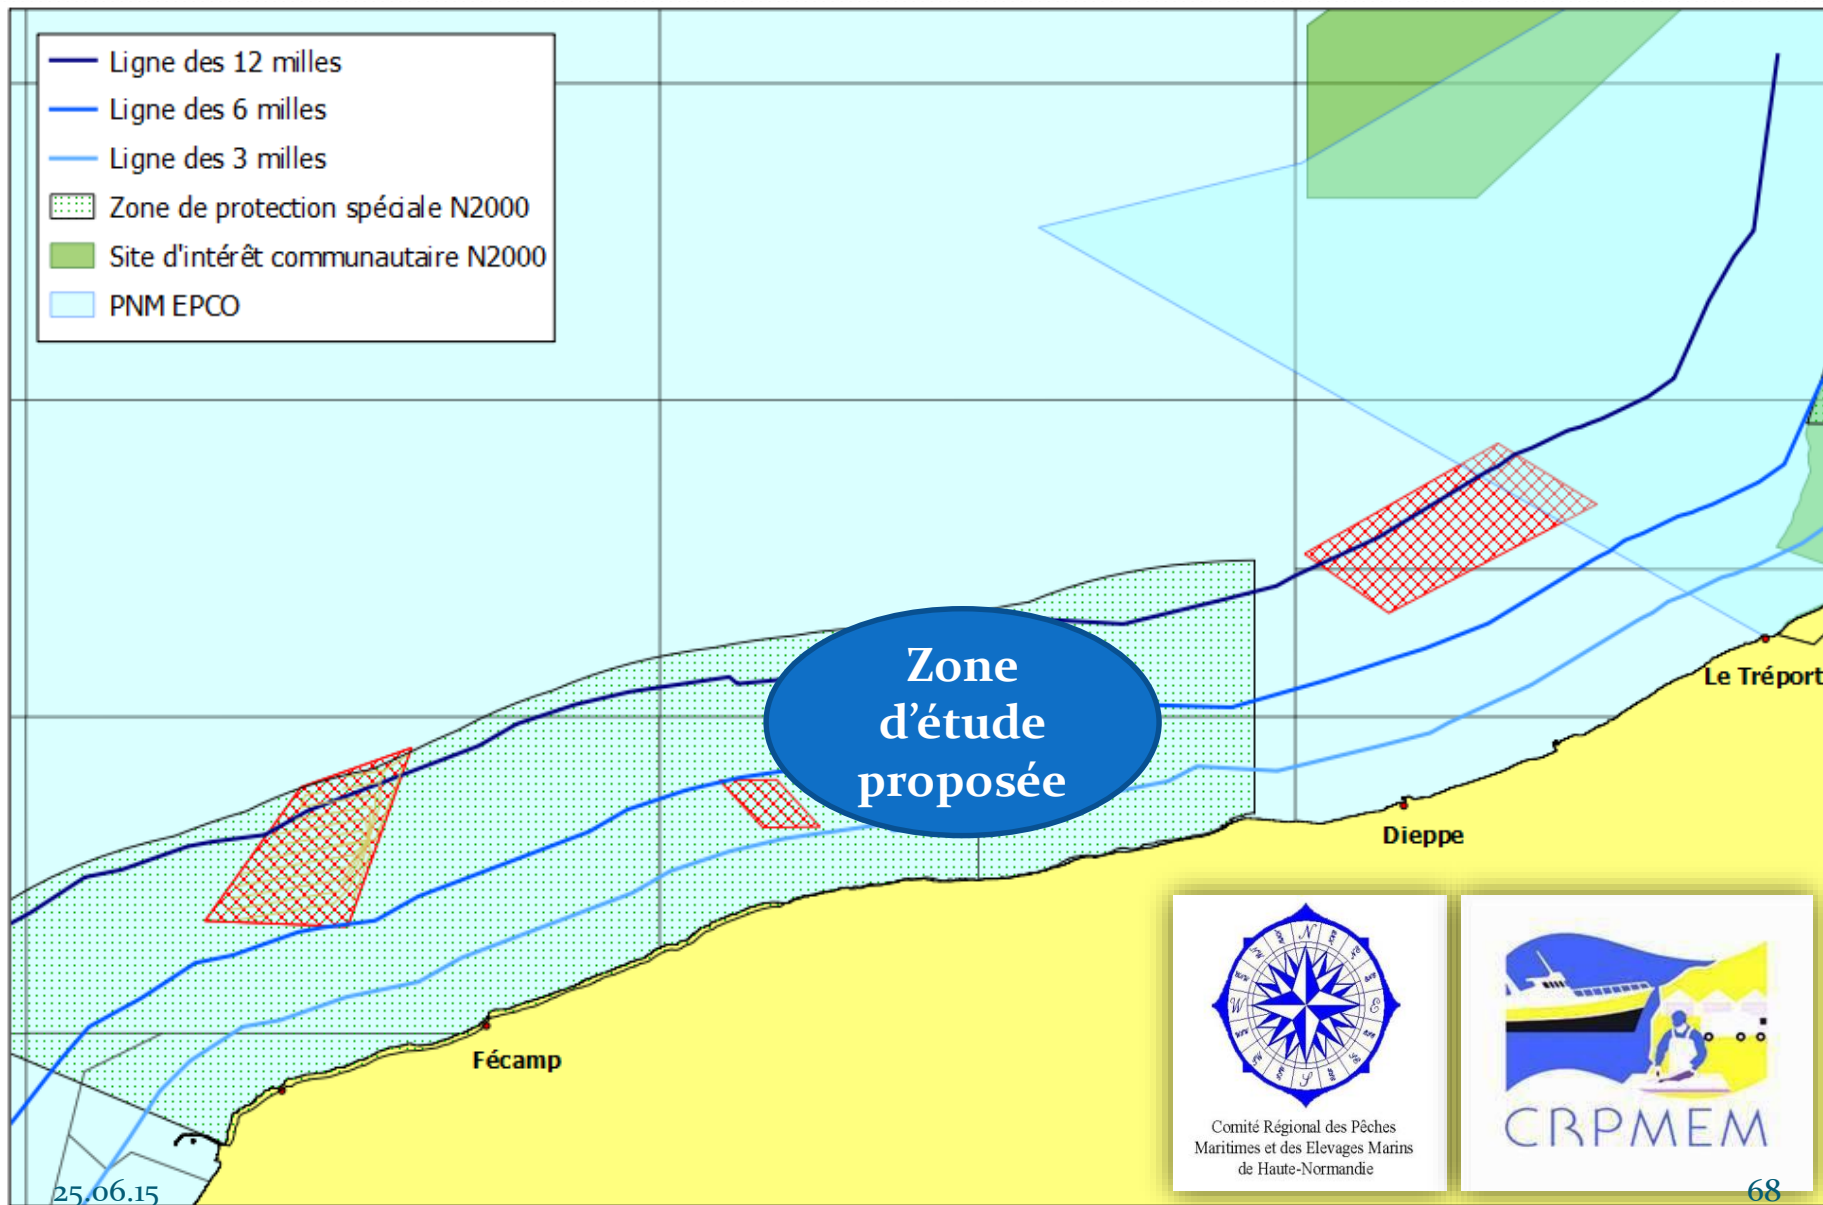 Ligne des 12 milles
Ligne des 6 milles
Ligne des 3 milles
Zone de protection spéciale N2000
Site d'intérêt communautaire N2000
PNM EPCO
Zone
d'étude
proposée
Le Tréport
Dieppe
Fécamp
N
E
S
W
Comité Régional des Pêches
Maritimes et des Elevages Marins
de Haute-Normandie
CRPMEM
25.06.15
68